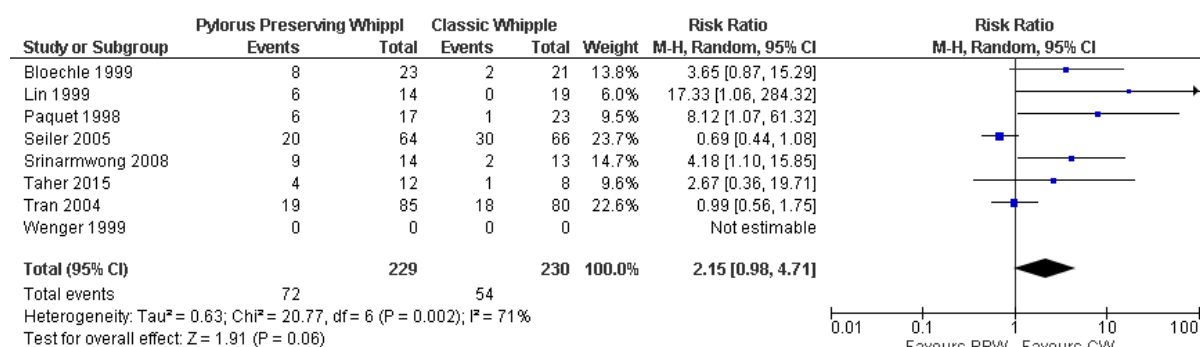 Pylorus Preserving Whippl Classic Whipple Risk Ratio Risk Ratio
Study or Subgroup Events Total Events Total Weight M-H, Random, 95% CI M-H, Random, 95% CI
Bloechle 1999 8 23 2 21 13.8% 3.65 [0.87, 15.29]
Lin 1999 6 14 0 19 6.0% 17.33 [1.06, 284.32]
Paquet 1998 6 17 1 23 9.5% 8.12 [1.07, 61.32]
Seiler 2005 20 64 30 66 23.7% 0.69 [0.44, 1.08]
Srinarmwong 2008 9 14 2 13 14.7% 4.18 [1.10, 15.85]
Taher 2015 4 12 1 8 9.6% 2.67 [0.36, 19.71]
Tran 2004 19 85 18 80 22.6% 0.99 [0.56, 1.75]
Wenger 1999 0 0 0 0 Not estimable
Total (95% CI) 229 230 100.0% 2.15 [0.98, 4.71]
Total events 72 54
Heterogeneity: Tau² = 0.63; Chi² = 20.77, df = 6 (P = 0.002); I² = 71%
Test for overall effect: Z = 1.91 (P = 0.06)
0.01 0.1 1 10 100
Favours PPW Favours CW